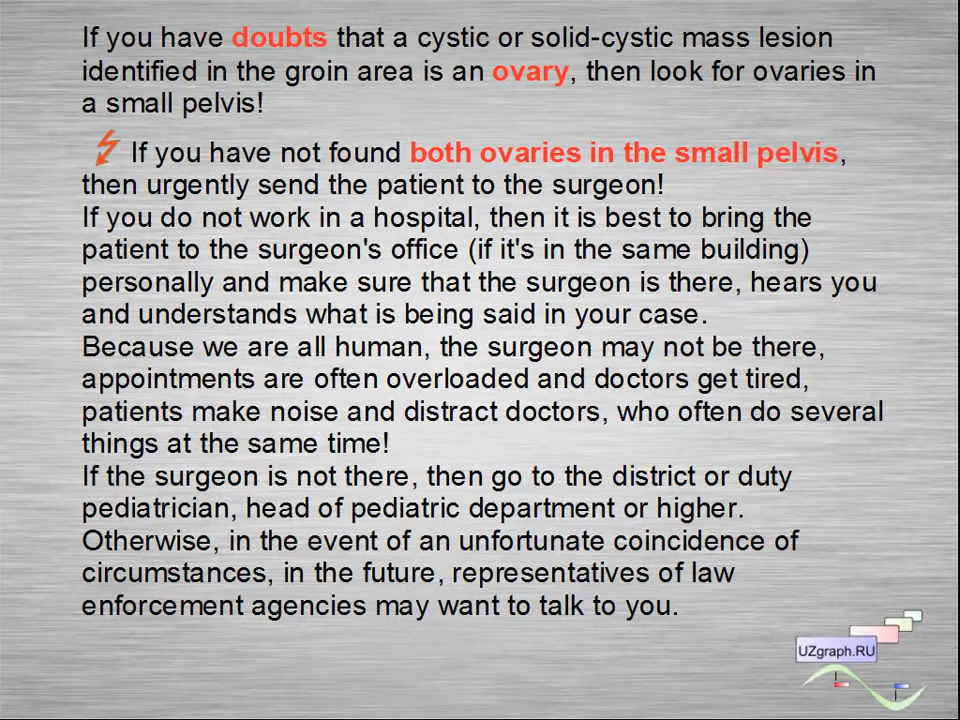 If you have doubts that a cystic or solid-cystic mass lesion
identified in the groin area is an ovary, then look for ovaries in
a small pelvis!
If you have not found both ovaries in the small pelvis,
then urgently send the patient to the surgeon!
If you do not work in a hospital, then it is best to bring the
patient to the surgeon's office (if it's in the same building)
personally and make sure that the surgeon is there, hears you
and understands what is being said in your case.
Because we are all human, the surgeon may not be there,
appointments are often overloaded and doctors get tired,
patients make noise and distract doctors, who often do several
things at the same time!
If the surgeon is not there, then go to the district or duty
pediatrician, head of pediatric department or higher.
Otherwise, in the event of an unfortunate coincidence of
circumstances, in the future, representatives of law
enforcement agencies may want to talk to you.
UZgraph.RU